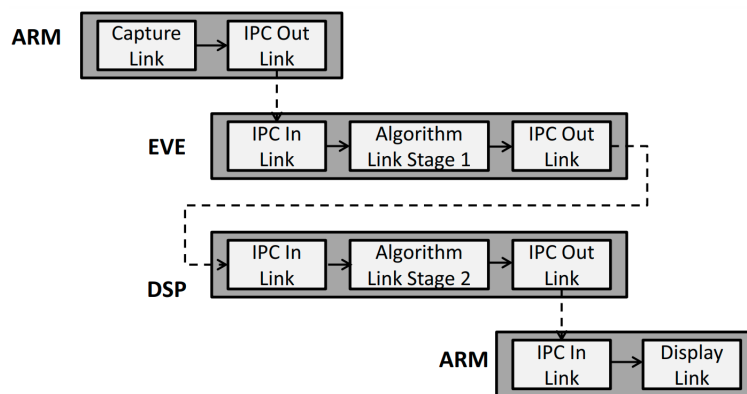 ARM
Capture
Link
IPC Out
Link
EVE
IPC In
Link
Algorithm
Link Stage 1
IPC Out
Link
DSP
IPC In
Link
Algorithm
Link Stage 2
IPC Out
Link
ARM
IPC In
Link
Display
Link